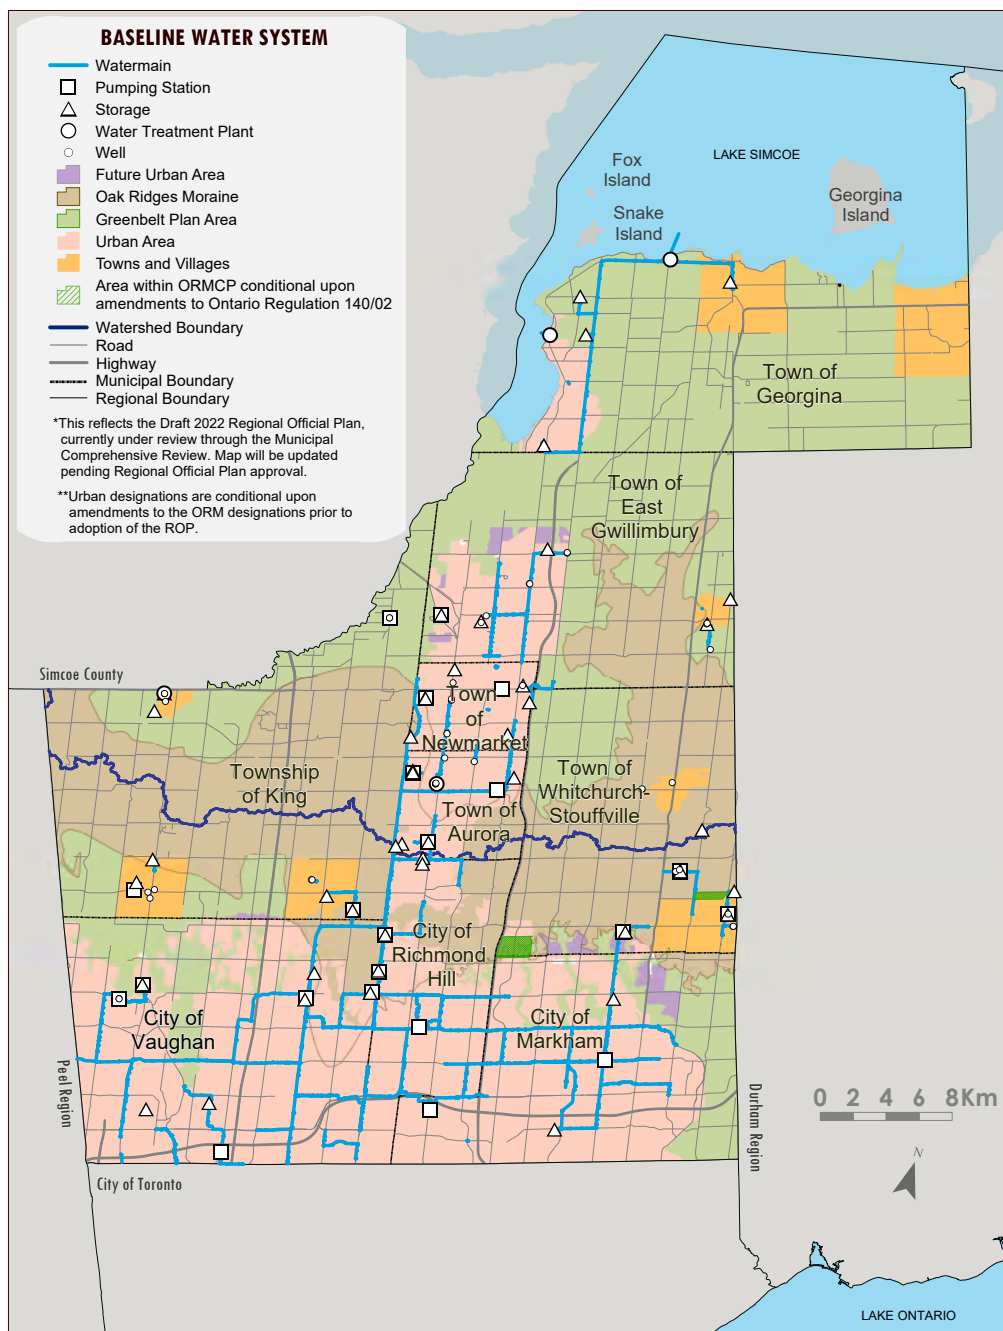 BASELINE WATER SYSTEM
Watermain
Pumping Station
Storage
Water Treatment Plant
Well
Future Urban Area
Oak Ridges Moraine
Greenbelt Plan Area
Urban Area
Towns and Villages
Area within ORMCP conditional upon
amendments to Ontario Regulation 140/02
Watershed Boundary
Road
Highway
Municipal Boundary
Regional Boundary
*This reflects the Draft 2022 Regional Official Plan,
currently under review through the Municipal
Comprehensive Review. Map will be updated
pending Regional Official Plan approval.
**Urban designations are conditional upon
amendments to the ORM designations prior to
adoption of the ROP.
LAKE SIMCOE
Fox
Island
Georgina
Island
Snake
Island
Town of
Georgina
Town of
East
Gwillimbury
Simcoe County
Town
of
Newmarket
Township
of King
Town of
Whitchurch-
Stouffville
Town of
Aurora
City of
Richmond
Hill
City of
Vaughan
City of
Markham
Peel Region
Durham Region
0 2 4 6 8Km
N
City of Toronto
LAKE ONTARIO